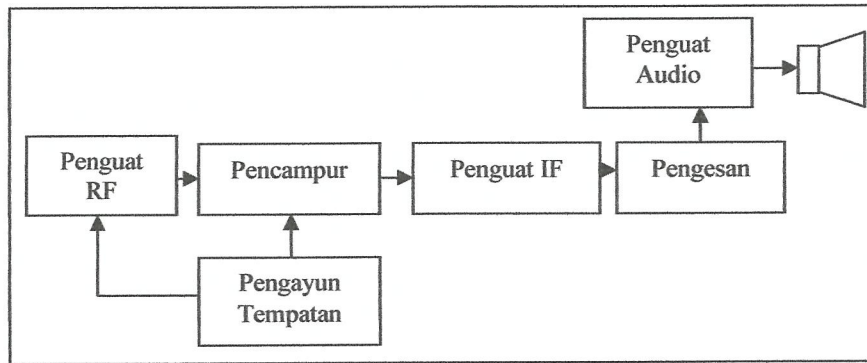 Penguat
Audio
Penguat
RF
Pencampur
Penguat IF
Pengesan
Pengayun
Tempatan